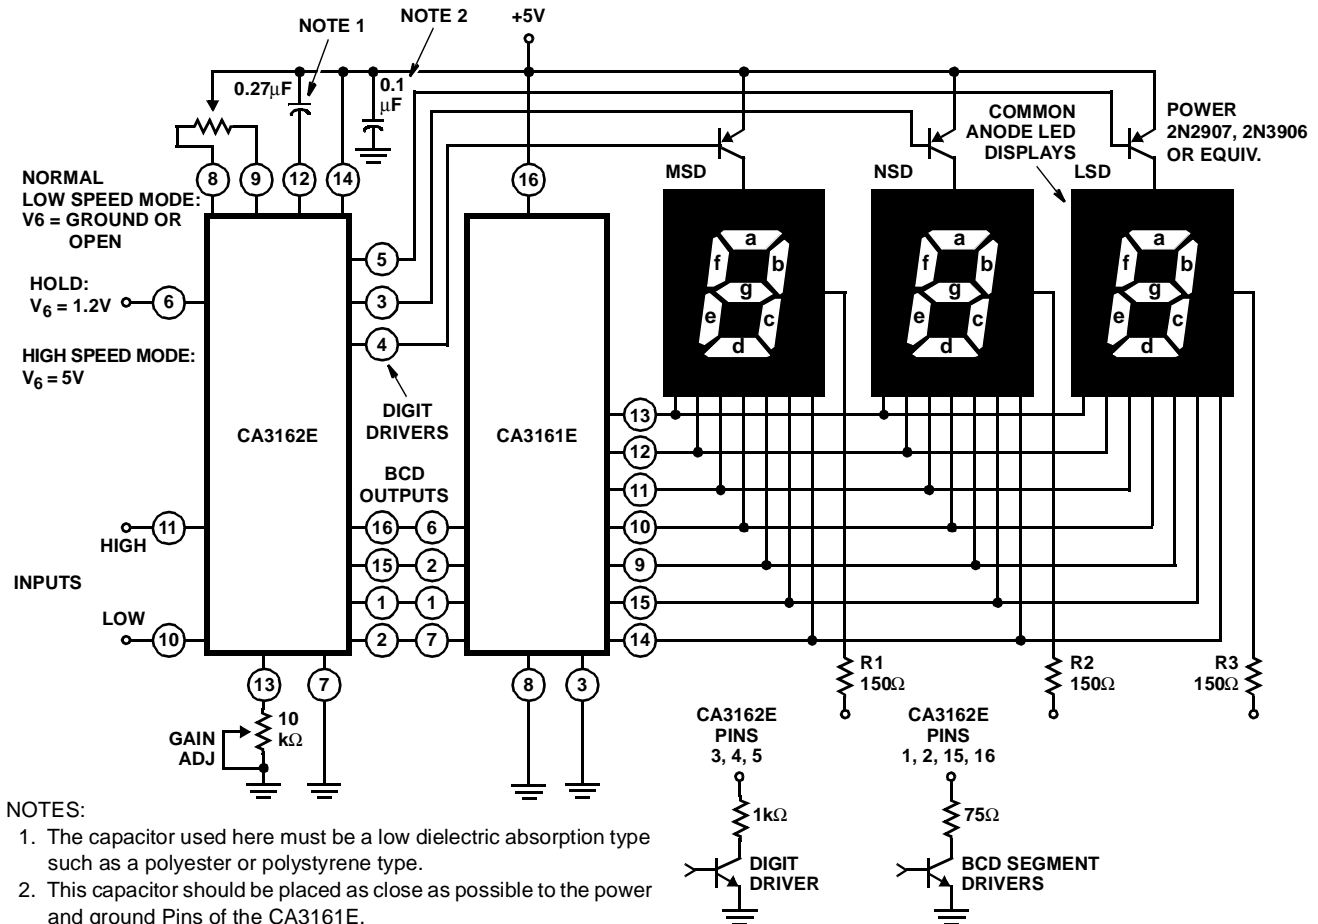 NOTE 1
NOTE 2
+5V
0.27µF
0.1
µF
COMMON
ANODE LED
DISPLAYS
POWER
2N2907, 2N3906
OR EQUIV.
MSD
NSD
LSD
8
9
12
14
16
NORMAL
LOW SPEED MODE:
V6 = GROUND OR
OPEN
HOLD:
V6 = 1.2V
6
HIGH SPEED MODE:
V6 = 5V
5
3
4
DIGIT
DRIVERS
CA3162E
CA3161E
BCD
OUTPUTS
a
f
b
g
e
c
d
a
f
b
g
e
c
d
a
f
b
g
e
c
d
13
12
11
10
9
15
14
11
HIGH
INPUTS
LOW
10
16
6
15
2
1
1
2
7
13
7
8
3
GAIN
ADJ
10
kΩ
R1
150Ω
R2
150Ω
R3
150Ω
CA3162E
PINS
3, 4, 5
1kΩ
DIGIT
DRIVER
CA3162E
PINS
1, 2, 15, 16
75Ω
BCD SEGMENT
DRIVERS
NOTES:
1. The capacitor used here must be a low dielectric absorption type
such as a polyester or polystyrene type.
2. This capacitor should be placed as close as possible to the power
and ground Pins of the CA3161E.